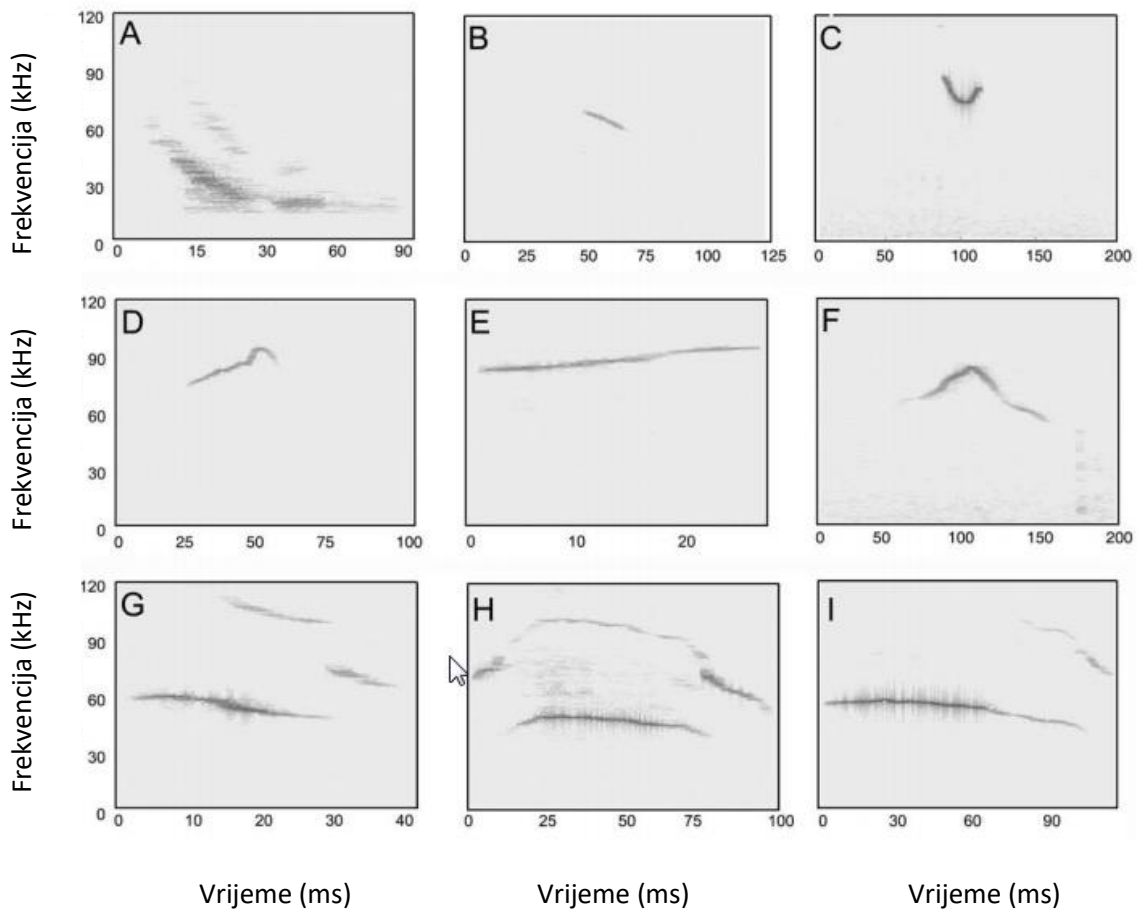 Frekvencija (kHz)
120
90
60
30
0
A
0 15 30 60 90
B
0 25 50 75 100 125
C
0 50 100 150 200
Frekvencija (kHz)
120
90
60
30
0
D
0 25 50 75 100
E
0 10 20
F
0 50 100 150 200
Frekvencija (kHz)
120
90
60
30
0
G
0 10 20 30 40
H
0 25 50 75 100
I
0 30 60 90
Vrijeme (ms) Vrijeme (ms) Vrijeme (ms)